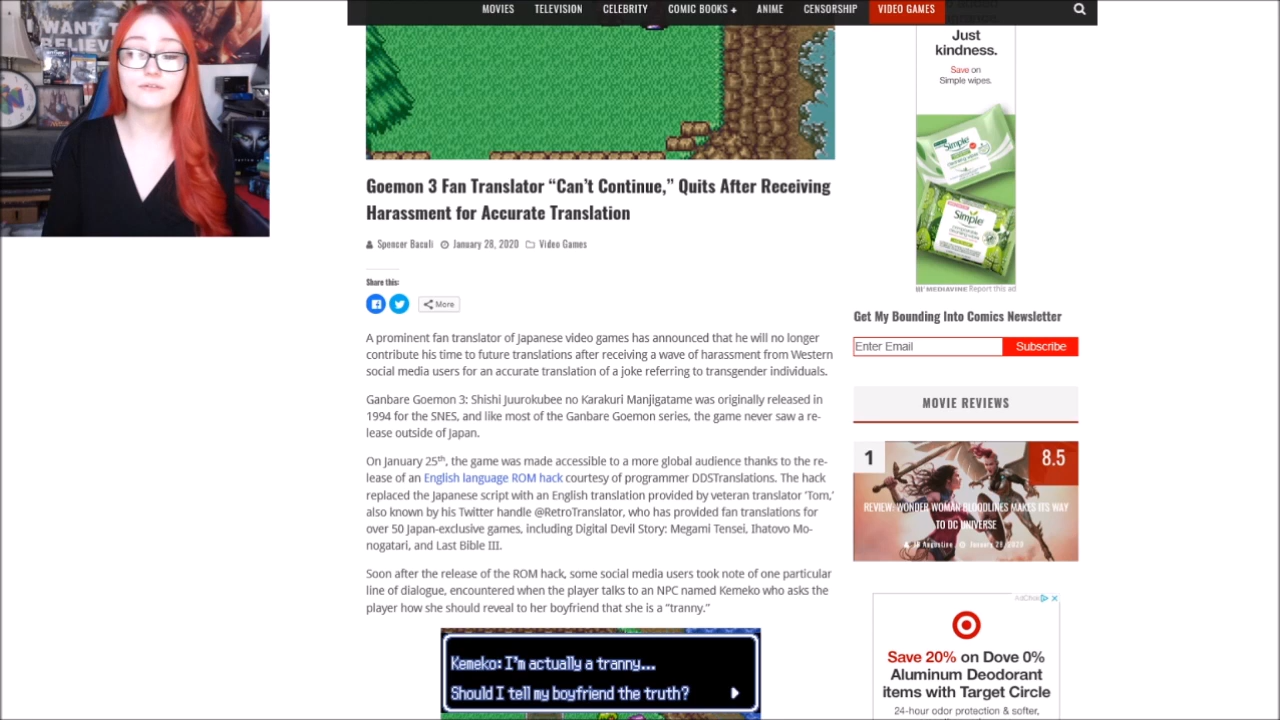 WANT T
BELIEV
MOVIES TELEVISION CELEBRITY COMIC BOOKS + ANIME CENSORSHIP VIDEO GAMES
Just
kindness.
Save on
Simple wipes.
Simple
Simple
MEDIAVINE Report this ad
Goemon 3 Fan Translator “Can’t Continue,” Quits After Receiving
Harassment for Accurate Translation
Spencer Baculi January 28, 2020 Video Games
Share this:
More
A prominent fan translator of Japanese video games has announced that he will no longer
contribute his time to future translations after receiving a wave of harassment from Western
social media users for an accurate translation of a joke referring to transgender individuals.
Ganbare Goemon 3: Shishi Juurokubee no Karakuri Manjigatame was originally released in
1994 for the SNES, and like most of the Ganbare Goemon series, the game never saw a re-
lease outside of Japan.
On January 25th, the game was made accessible to a more global audience thanks to the re-
lease of an English language ROM hack courtesy of programmer DDSTranslations. The hack
replaced the Japanese script with an English translation provided by veteran translator ‘Tom,’
also known by his Twitter handle @RetroTranslator, who has provided fan translations for
over 50 Japan-exclusive games, including Digital Devil Story: Megami Tensei, Ihatovo Mo-
nogatari, and Last Bible III.
Soon after the release of the ROM hack, some social media users took note of one particular
line of dialogue, encountered when the player talks to an NPC named Kemeko who asks the
player how she should reveal to her boyfriend that she is a “tranny.”
Kemeko: I'm actually a tranny...
Should I tell my boyfriend the truth?
Get My Bounding Into Comics Newsletter
Enter Email Subscribe
MOVIE REVIEWS
1 8.5
REVIEW: WONDER WOMAN BLOODLINES MAKES ITS WAY
TO DC UNIVERSE
JB Augustine January 28, 2020
AdChoices
Save 20% on Dove 0%
Aluminum Deodorant
items with Target Circle
24-hour odor protection & softer,